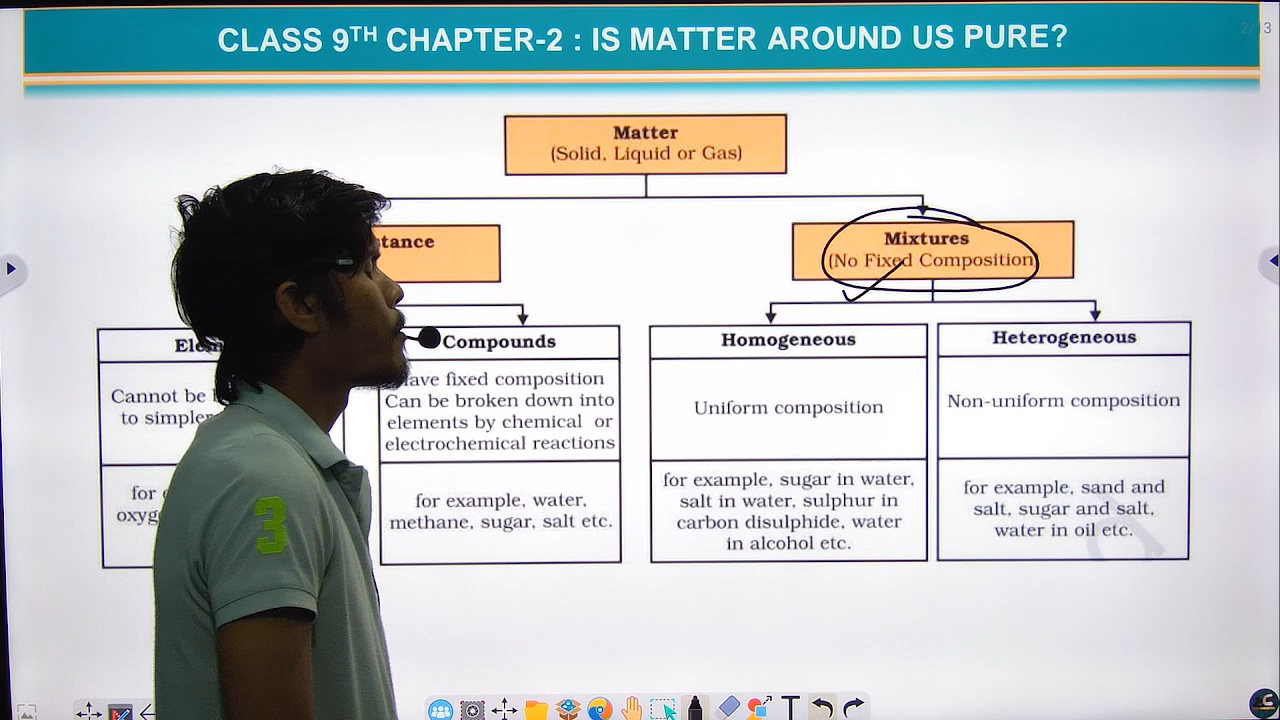 CLASS 9TH CHAPTER-2 : IS MATTER AROUND US PURE?
Matter
(Solid, Liquid or Gas)
tance
Mixtures
(No Fixed Composition)
Compounds
Homogeneous
Heterogeneous
Cannot be
to simpler
ave fixed composition
Can be broken down into
elements by chemical or
electrochemical reactions
Uniform composition
Non-uniform composition
for
oxyg
for example, water,
methane, sugar, salt etc.
for example, sugar in water,
salt in water, sulphur in
carbon disulphide, water
in alcohol etc.
for example, sand and
salt, sugar and salt,
water in oil etc.
3